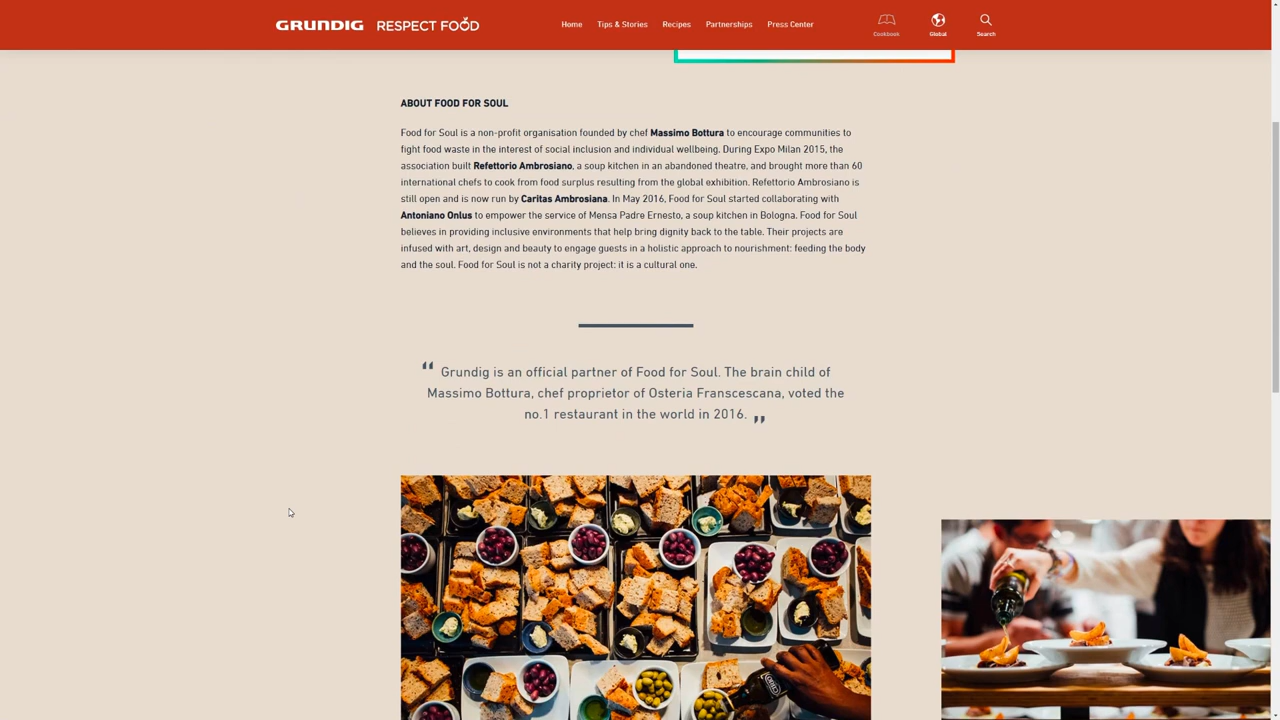 GRUNDIG RESPECT FOOD Home Tips & Stories Recipes Partnerships Press Center Cookbook Global Search
ABOUT FOOD FOR SOUL
Food for Soul is a non-profit organisation founded by chef Massimo Bottura to encourage communities to
fight food waste in the interest of social inclusion and individual wellbeing. During Expo Milan 2015, the
association built Refettorio Ambrosiano, a soup kitchen in an abandoned theatre, and brought more than 60
international chefs to cook from food surplus resulting from the global exhibition. Refettorio Ambrosiano is
still open and is now run by Caritas Ambrosiana. In May 2016, Food for Soul started collaborating with
Antoniano Onlus to empower the service of Mensa Padre Ernesto, a soup kitchen in Bologna. Food for Soul
believes in providing inclusive environments that help bring dignity back to the table. Their projects are
infused with art, design and beauty to engage guests in a holistic approach to nourishment: feeding the body
and the soul. Food for Soul is not a charity project: it is a cultural one.
“ Grundig is an official partner of Food for Soul. The brain child of
Massimo Bottura, chef proprietor of Osteria Franscescana, voted the
no.1 restaurant in the world in 2016. ”